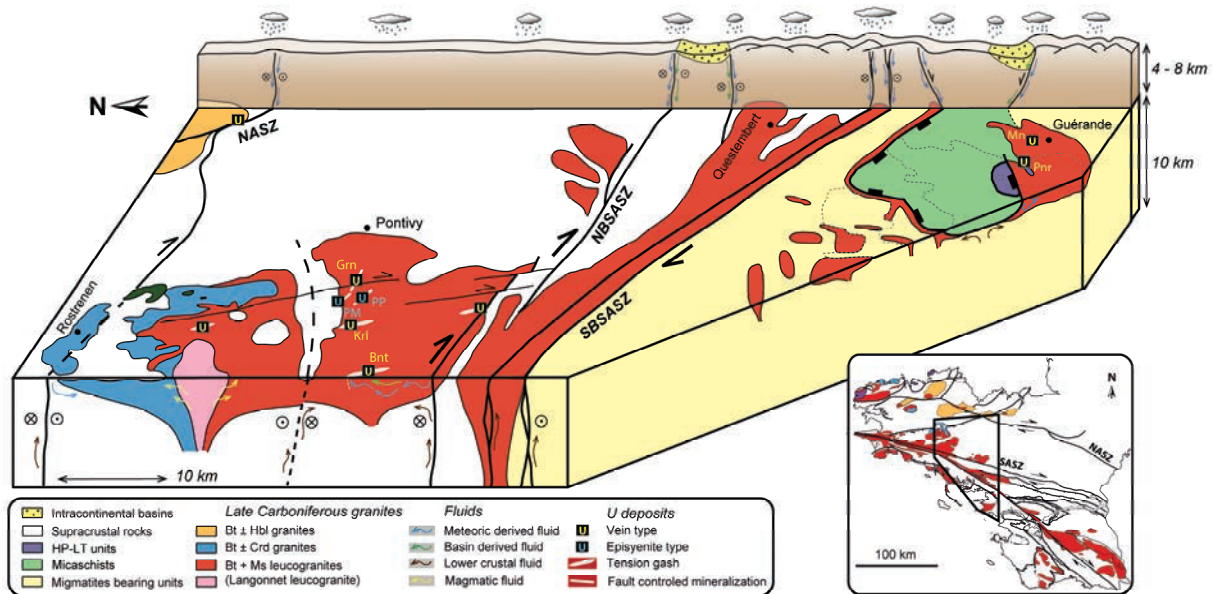 4 - 8 km
N
U
NASZ
Questembert
Guérande
Mn
U
U
Pnr
10 km
Pontivy
NBSASZ
Grn
U
U
U
PP
PM
U
Krl
U
U
Rostrenen
SBSASZ
Bnt
U
10 km
N
NASZ
SASZ
100 km
Intracontinental basins
Supracrustal rocks
HP-LT units
Micaschists
Migmatites bearing units
Late Carboniferous granites
Bt ± Hbl granites
Bt ± Crd granites
Bt + Ms leucogranites
(Langonnet leucogranite)
Fluids
Meteoric derived fluid
Basin derived fluid
Lower crustal fluid
Magmatic fluid
U deposits
U Vein type
U Episyenite type
Tension gash
Fault controled mineralization